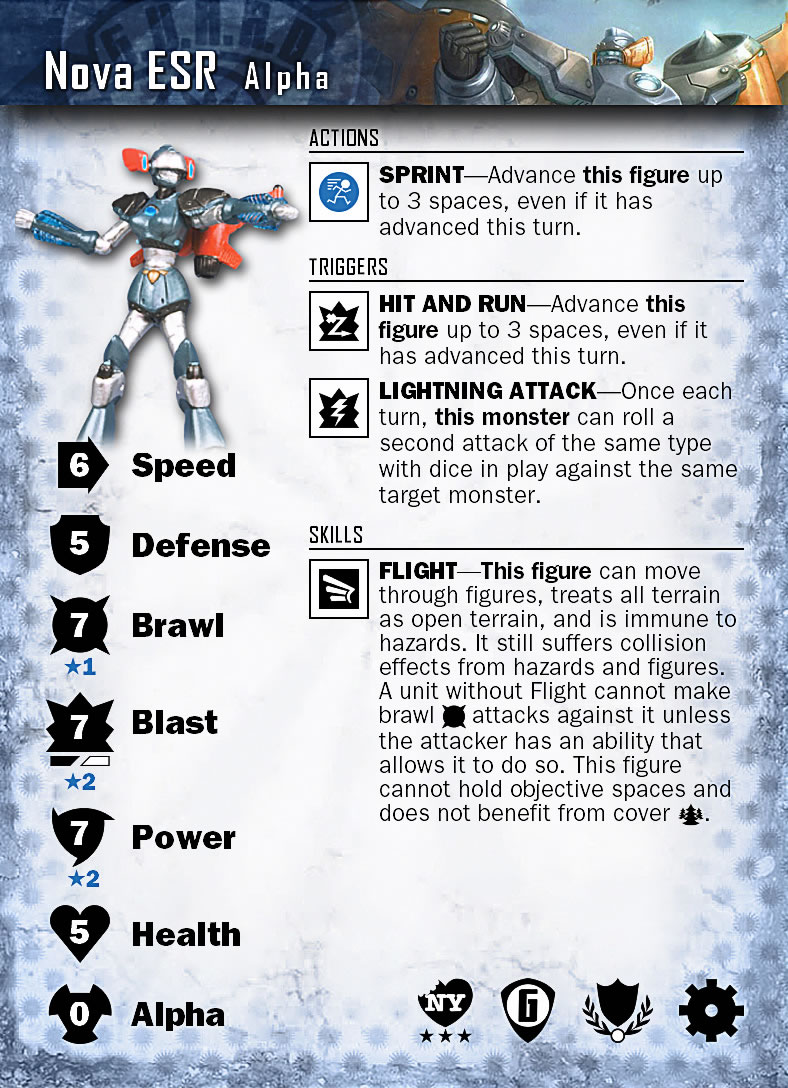 Nova ESR Alpha
ACTIONS
SPRINT—Advance this figure up
to 3 spaces, even if it has
advanced this turn.
TRIGGERS
HIT AND RUN—Advance this
figure up to 3 spaces, even if it
has advanced this turn.
LIGHTNING ATTACK—Once each
turn, this monster can roll a
second attack of the same type
with dice in play against the same
target monster.
SKILLS
FLIGHT—This figure can move
through figures, treats all terrain
as open terrain, and is immune to
hazards. It still suffers collision
effects from hazards and figures.
A unit without Flight cannot make
brawl attacks against it unless
the attacker has an ability that
allows it to do so. This figure
cannot hold objective spaces and
does not benefit from cover .
6 Speed
5 Defense
7 Brawl
★1
7 Blast
★2
7 Power
★2
5 Health
0 Alpha
NY
★★★
G